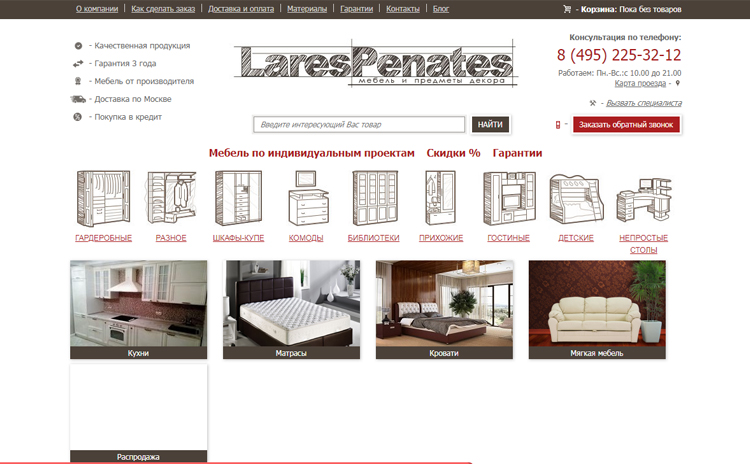 О компании Как сделать заказ Доставка и оплата Материалы Гарантии Контакты Блог - Корзина: Пока без товаров
- Качественная продукция
- Гарантия 3 года
- Мебель от производителя
- Доставка по Москве
- Покупка в кредит
LaresPenates
мебель и предметы декора
Консультация по телефону:
8 (495) 225-32-12
Работаем: Пн.-Вс.:с 10.00 до 21.00
Карта проезда -
- Вызвать специалиста
Введите интересующий Вас товар НАЙТИ
- Заказать обратный звонок
Мебель по индивидуальным проектам Скидки % Гарантии
ГАРДЕРОБНЫЕ РАЗНОЕ ШКАФЫ-КУПЕ КОМОДЫ БИБЛИОТЕКИ ПРИХОЖИЕ ГОСТИНЫЕ ДЕТСКИЕ НЕПРОСТЫЕ
СТОЛЫ
Кухни Матрасы Кровати Мягкая мебель
Распродажа